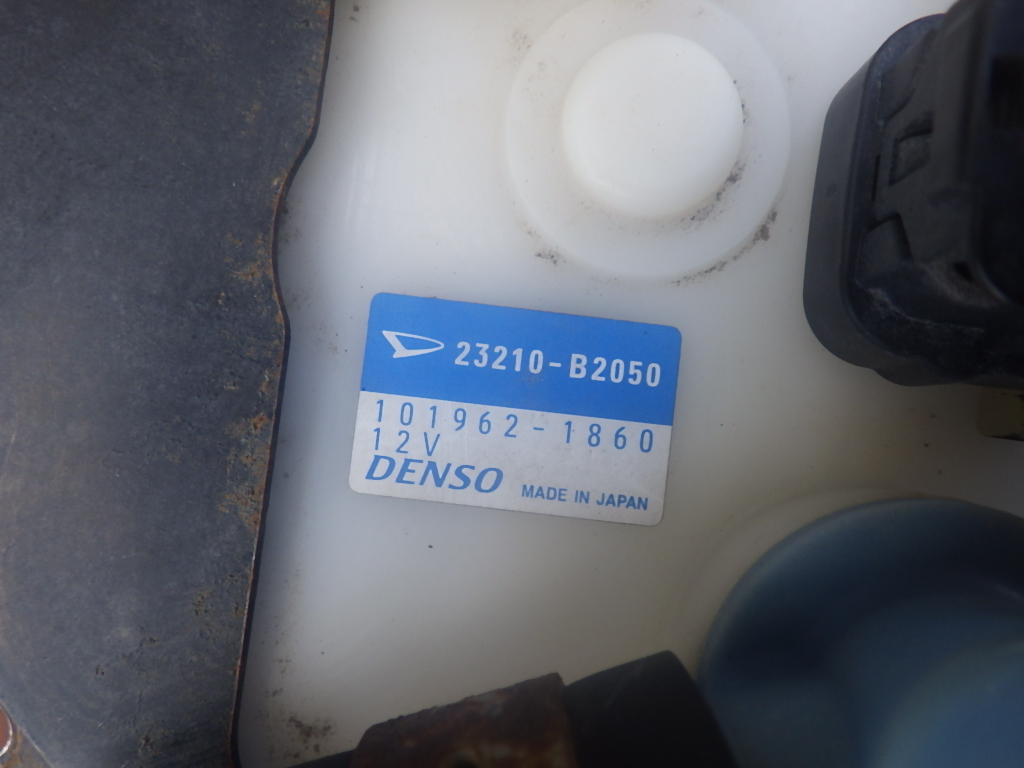 23210-B2050
101962-1860
12V
DENSO MADE IN JAPAN